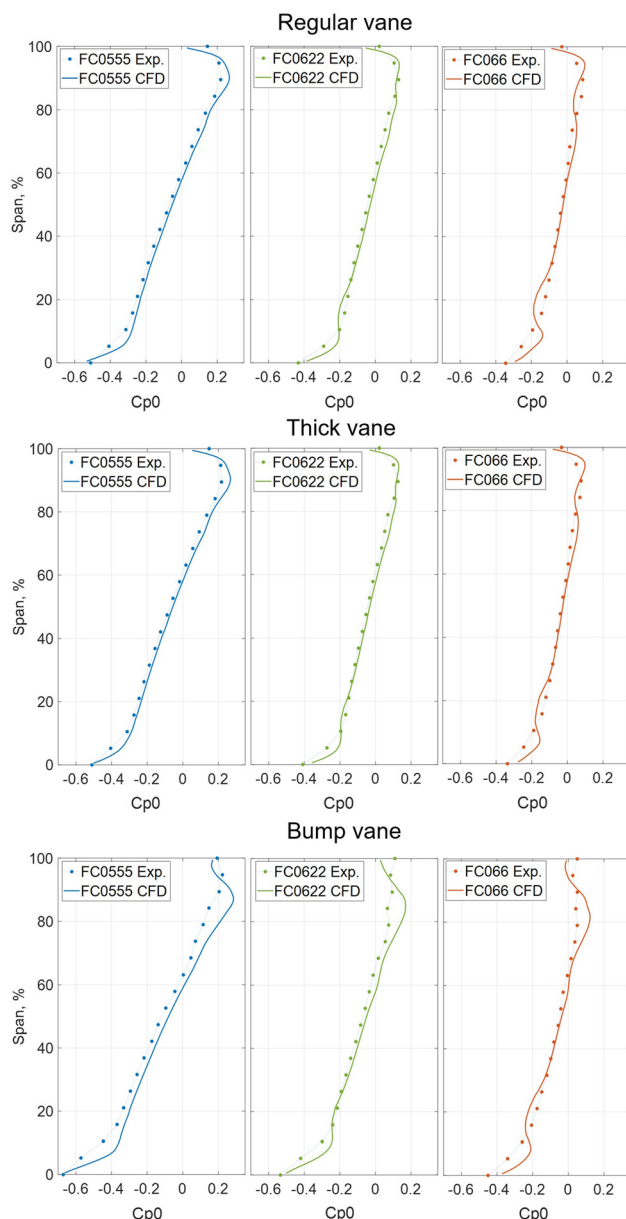 Regular vane
100
80
60
40
20
0
Span, %
FC0555 Exp.
FC0555 CFD
FC0622 Exp.
FC0622 CFD
FC066 Exp.
FC066 CFD
-0.6 -0.4 -0.2 0 0.2
-0.6 -0.4 -0.2 0 0.2
-0.6 -0.4 -0.2 0 0.2
Cp0 Cp0 Cp0
Thick vane
100
80
60
40
20
0
Span, %
FC0555 Exp.
FC0555 CFD
FC0622 Exp.
FC0622 CFD
FC066 Exp.
FC066 CFD
-0.6 -0.4 -0.2 0 0.2
-0.6 -0.4 -0.2 0 0.2
-0.6 -0.4 -0.2 0 0.2
Cp0 Cp0 Cp0
Bump vane
100
80
60
40
20
0
Span, %
FC0555 Exp.
FC0555 CFD
FC0622 Exp.
FC0622 CFD
FC066 Exp.
FC066 CFD
-0.6 -0.4 -0.2 0 0.2
-0.6 -0.4 -0.2 0 0.2
-0.6 -0.4 -0.2 0 0.2
Cp0 Cp0 Cp0